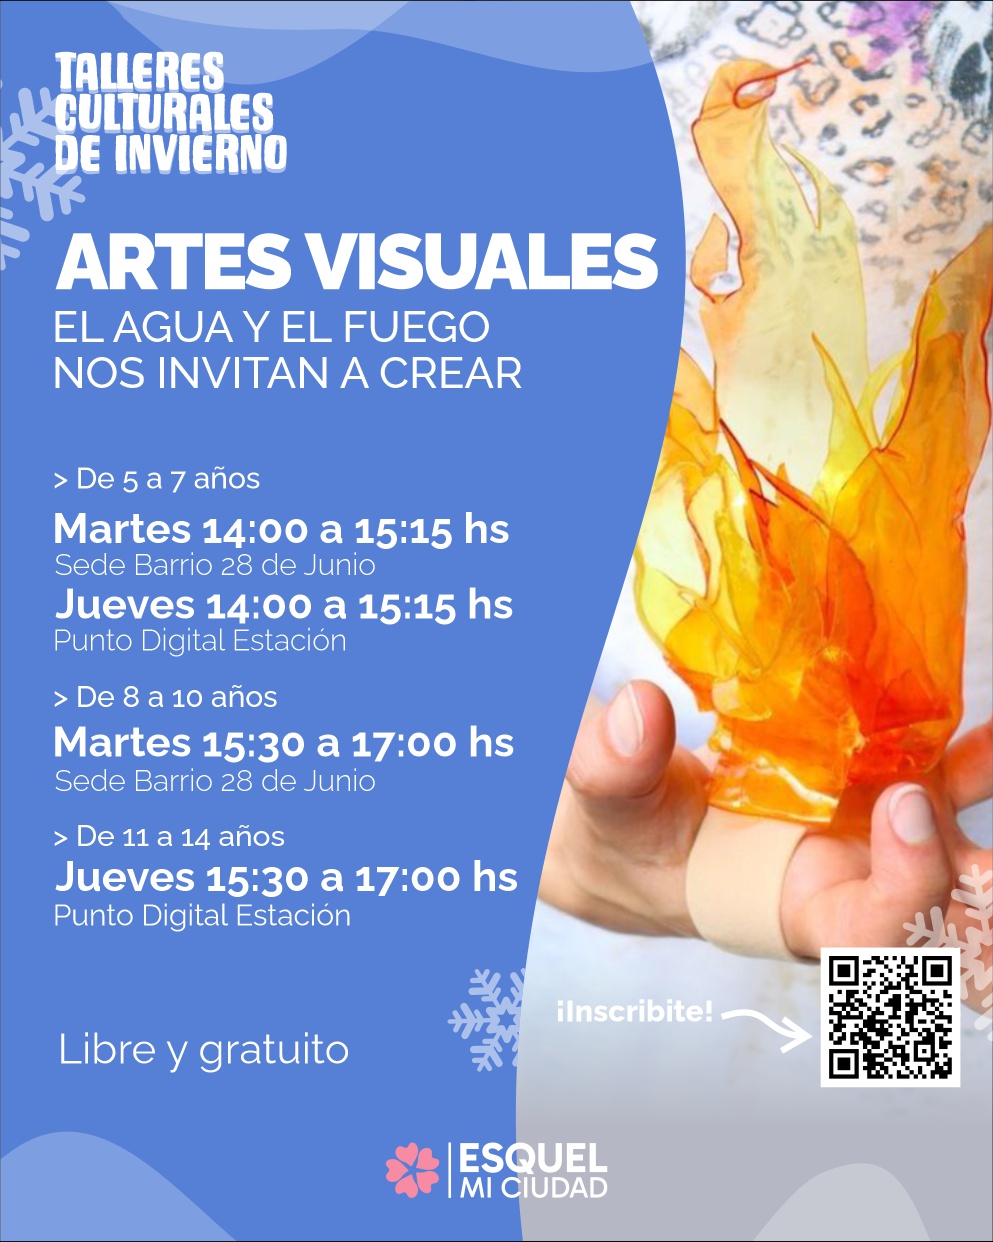 TALLERES
CULTURALES
DE INVIERNO
ARTES VISUALES
EL AGUA Y EL FUEGO
NOS INVITAN A CREAR
> De 5 a 7 años
Martes 14:00 a 15:15 hs
Sede Barrio 28 de Junio
Jueves 14:00 a 15:15 hs
Punto Digital Estación
> De 8 a 10 años
Martes 15:30 a 17:00 hs
Sede Barrio 28 de Junio
> De 11 a 14 años
Jueves 15:30 a 17:00 hs
Punto Digital Estación
¡Inscribite!
Libre y gratuito
ESQUEL
MI CIUDAD